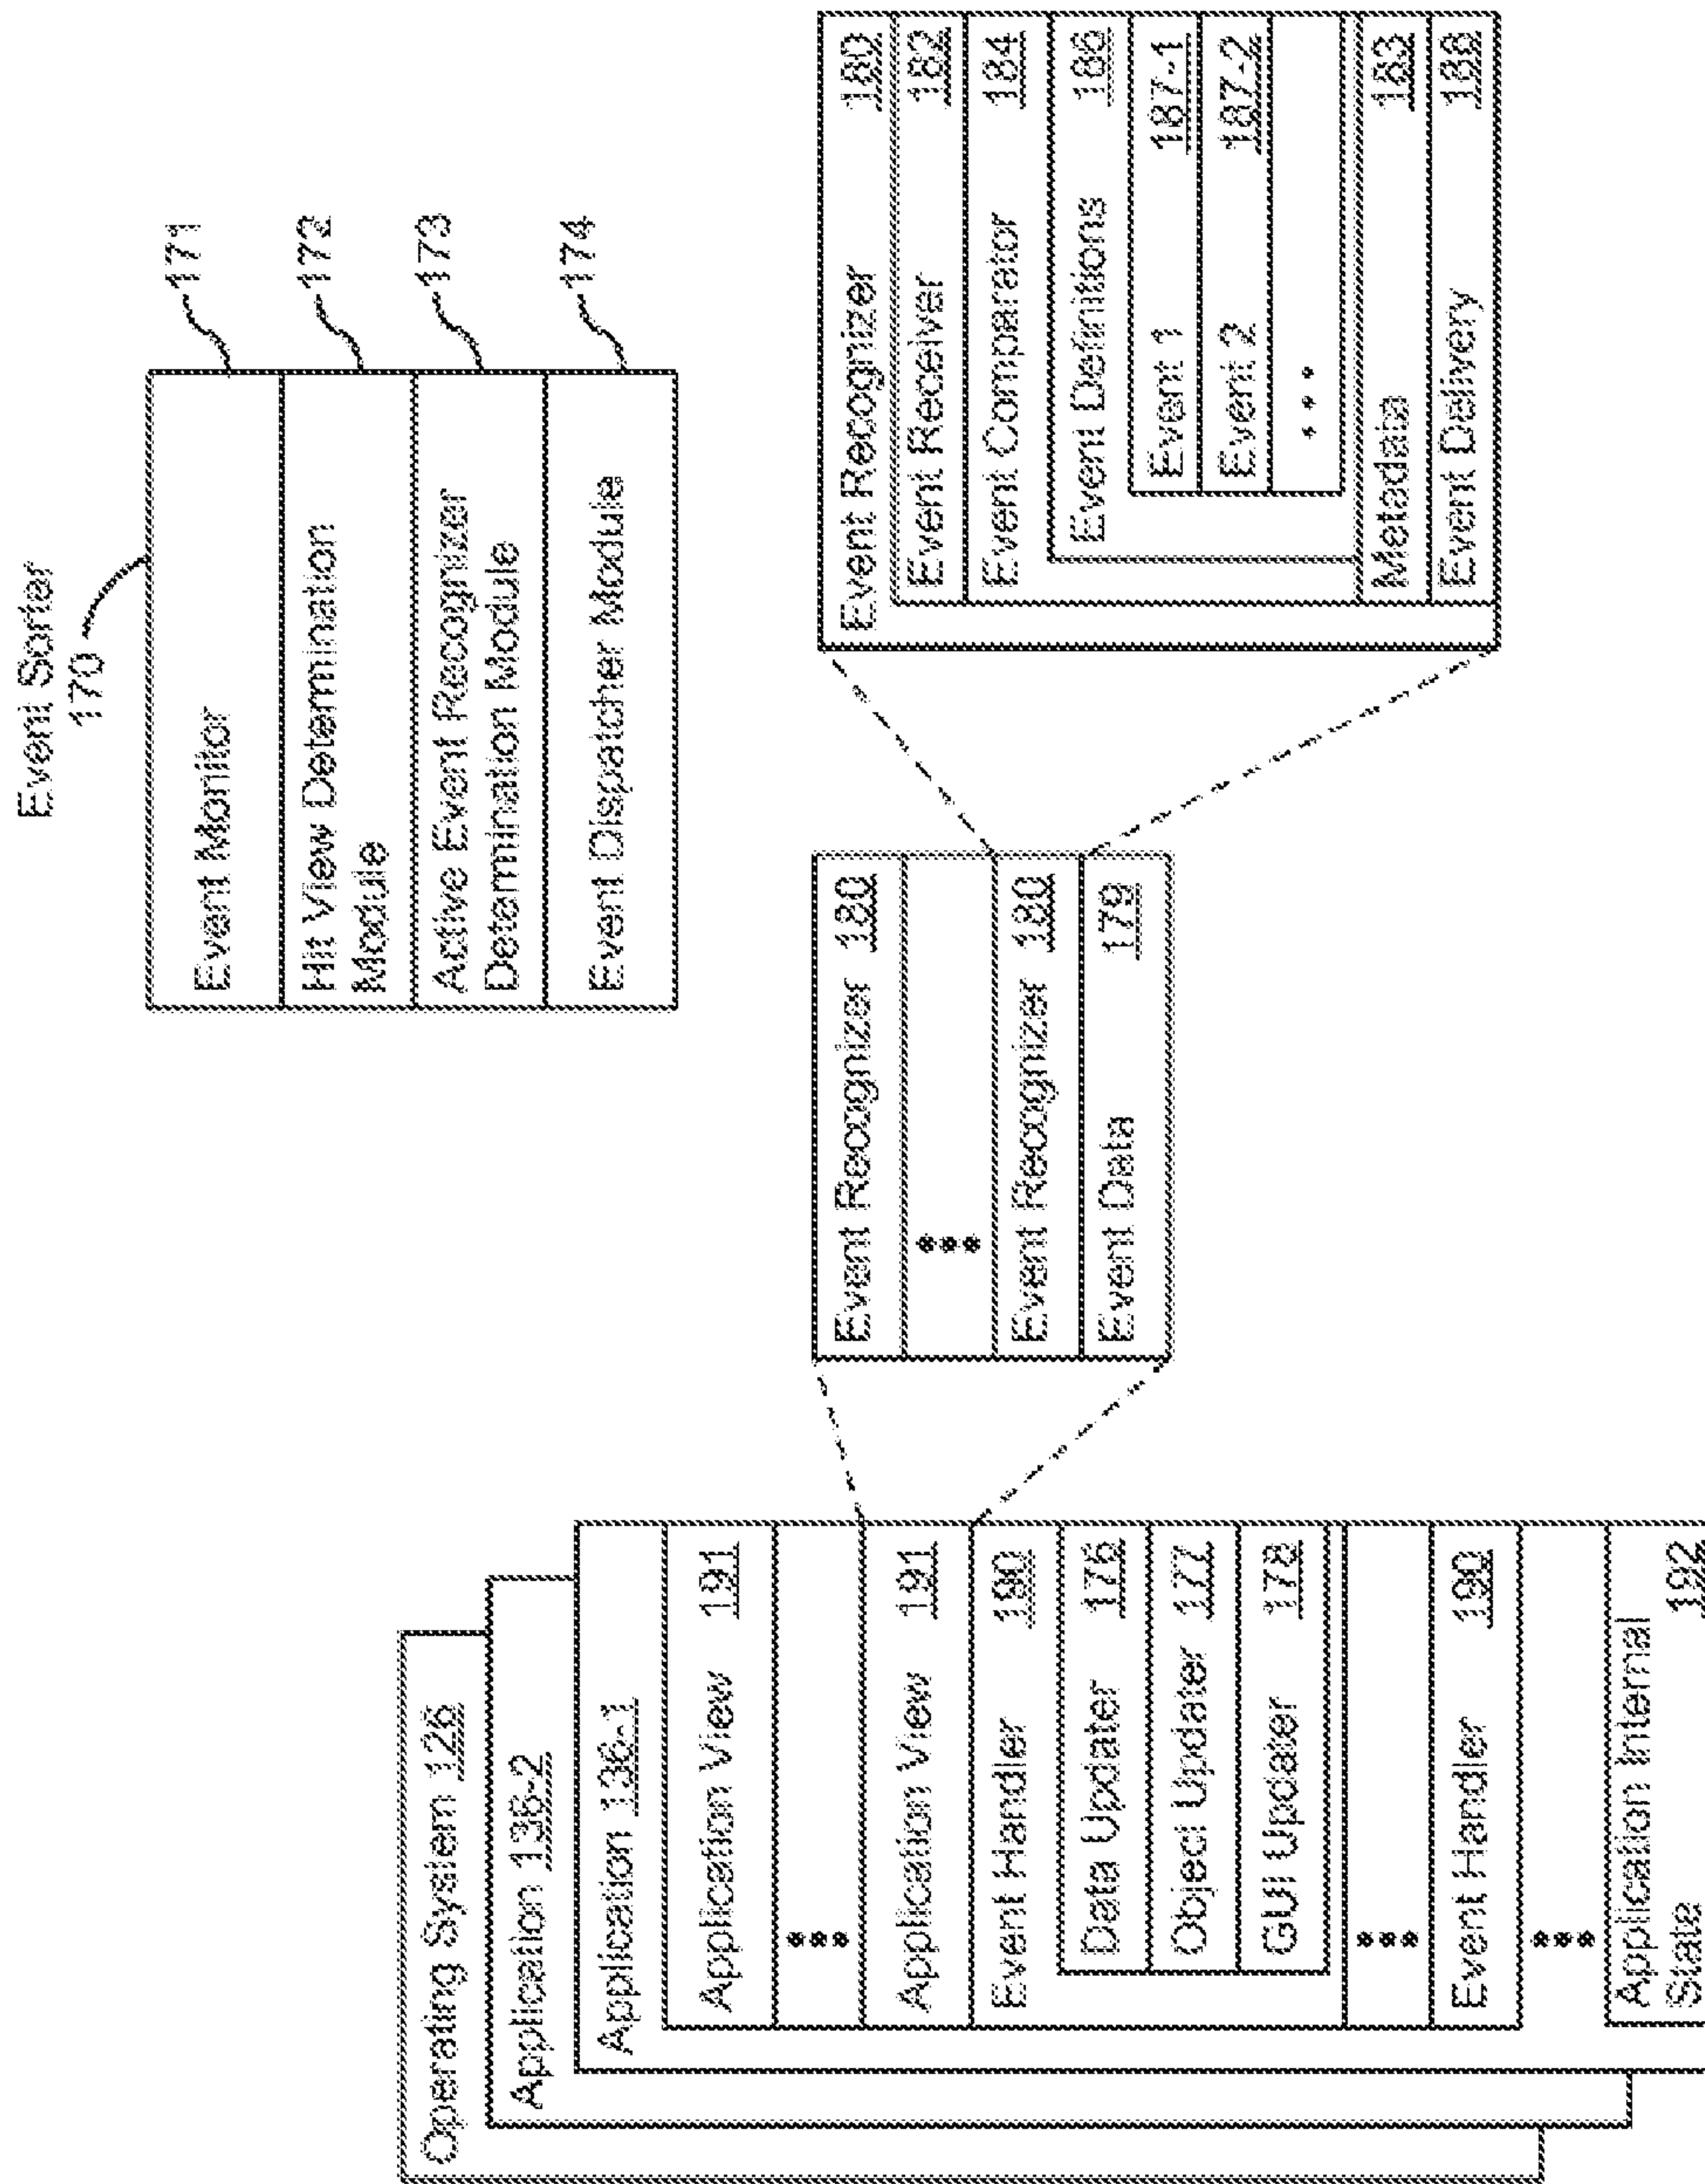 Event Sorter
170
Event Monitor
171
Hit View Determination
Module
172
Active Event Recognizer
Determination Module
173
Event Dispatcher Module
174
Operating System 126
Application 136-2
Application 136-1
Application View 191
•••
Application View 191
Event Handler 190
Data Updater 176
Object Updater 177
GUI Updater 178
•••
Event Handler 190
•••
Application Internal
State 192
Event Recognizer 180
•••
Event Recognizer 180
Event Data 179
Event Recognizer 180
Event Receiver 182
Event Comparator 184
Event Definitions 186
Event 1 187-1
Event 2 187-2
• • •
Metadata 183
Event Delivery 188